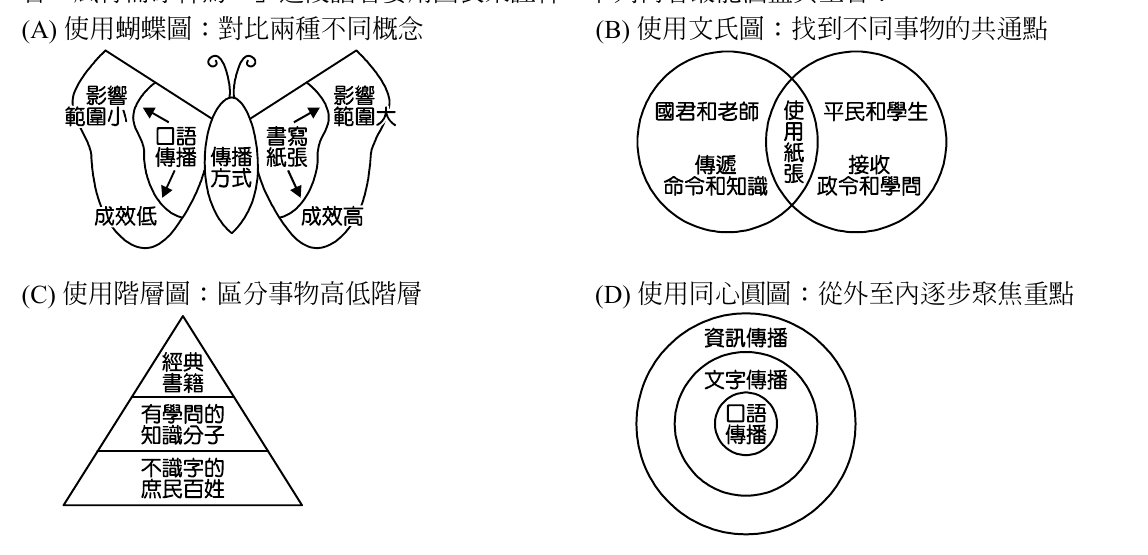 (A) 使用蝴蝶圖：對比兩種不同概念
影響
範圍小
口語
傳播
成效低
傳播
方式
書寫
紙張
影響
範圍大
成效高
(B) 使用文氏圖：找到不同事物的共通點
國君和老師
傳遞
命令和知識
使用紙張
平民和學生
接收
政令和學問
(C) 使用階層圖：區分事物高低階層
經典
書籍
有學問的
知識分子
不識字的
庶民百姓
(D) 使用同心圓圖：從外至內逐步聚焦重點
資訊傳播
文字傳播
口語
傳播